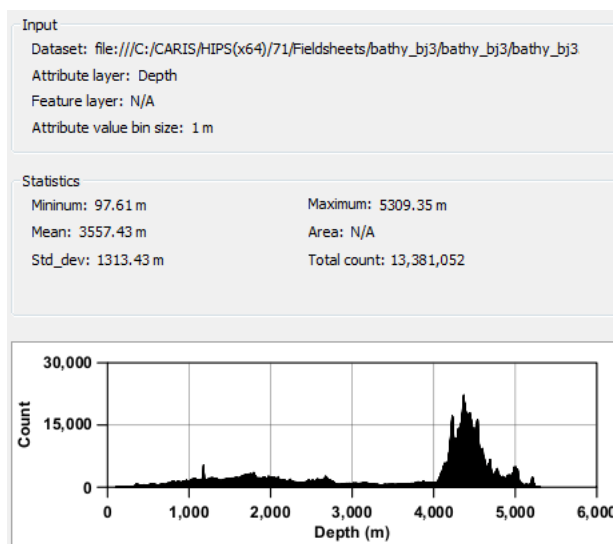 Input
Dataset: file:///C:/CARIS/HIPS(x64)/71/Fieldsheets/bathy_bj3/bathy_bj3/bathy_bj3
Attribute layer: Depth
Feature layer: N/A
Attribute value bin size: 1 m
Statistics
Mininum: 97.61 m Maximum: 5309.35 m
Mean: 3557.43 m Area: N/A
Std_dev: 1313.43 m Total count: 13,381,052
30,000
15,000
0
Count
0 1,000 2,000 3,000 4,000 5,000 6,000
Depth (m)